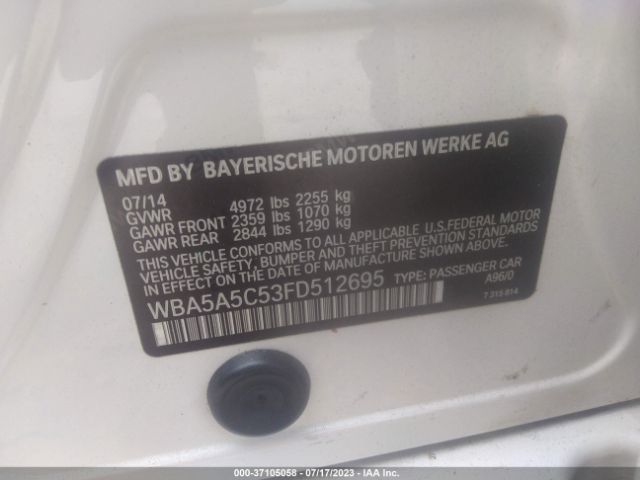 MFD BY BAYERISCHE MOTOREN WERKE AG
07/14
GVWR 4972 lbs 2255 kg
GAWR FRONT 2359 lbs 1070 kg
GAWR REAR 2844 lbs 1290 kg
THIS VEHICLE CONFORMS TO ALL APPLICABLE U.S.FEDERAL MOTOR
VEHICLE SAFETY, BUMPER AND THEFT PREVENTION STANDARDS
IN EFFECT ON THE DATE OF MANUFACTURE SHOWN ABOVE.
WBA5A5C53FD512695 TYPE: PASSENGER CAR
A96/0
7 315 814
000-37105058 - 07/17/2023 - IAA Inc.